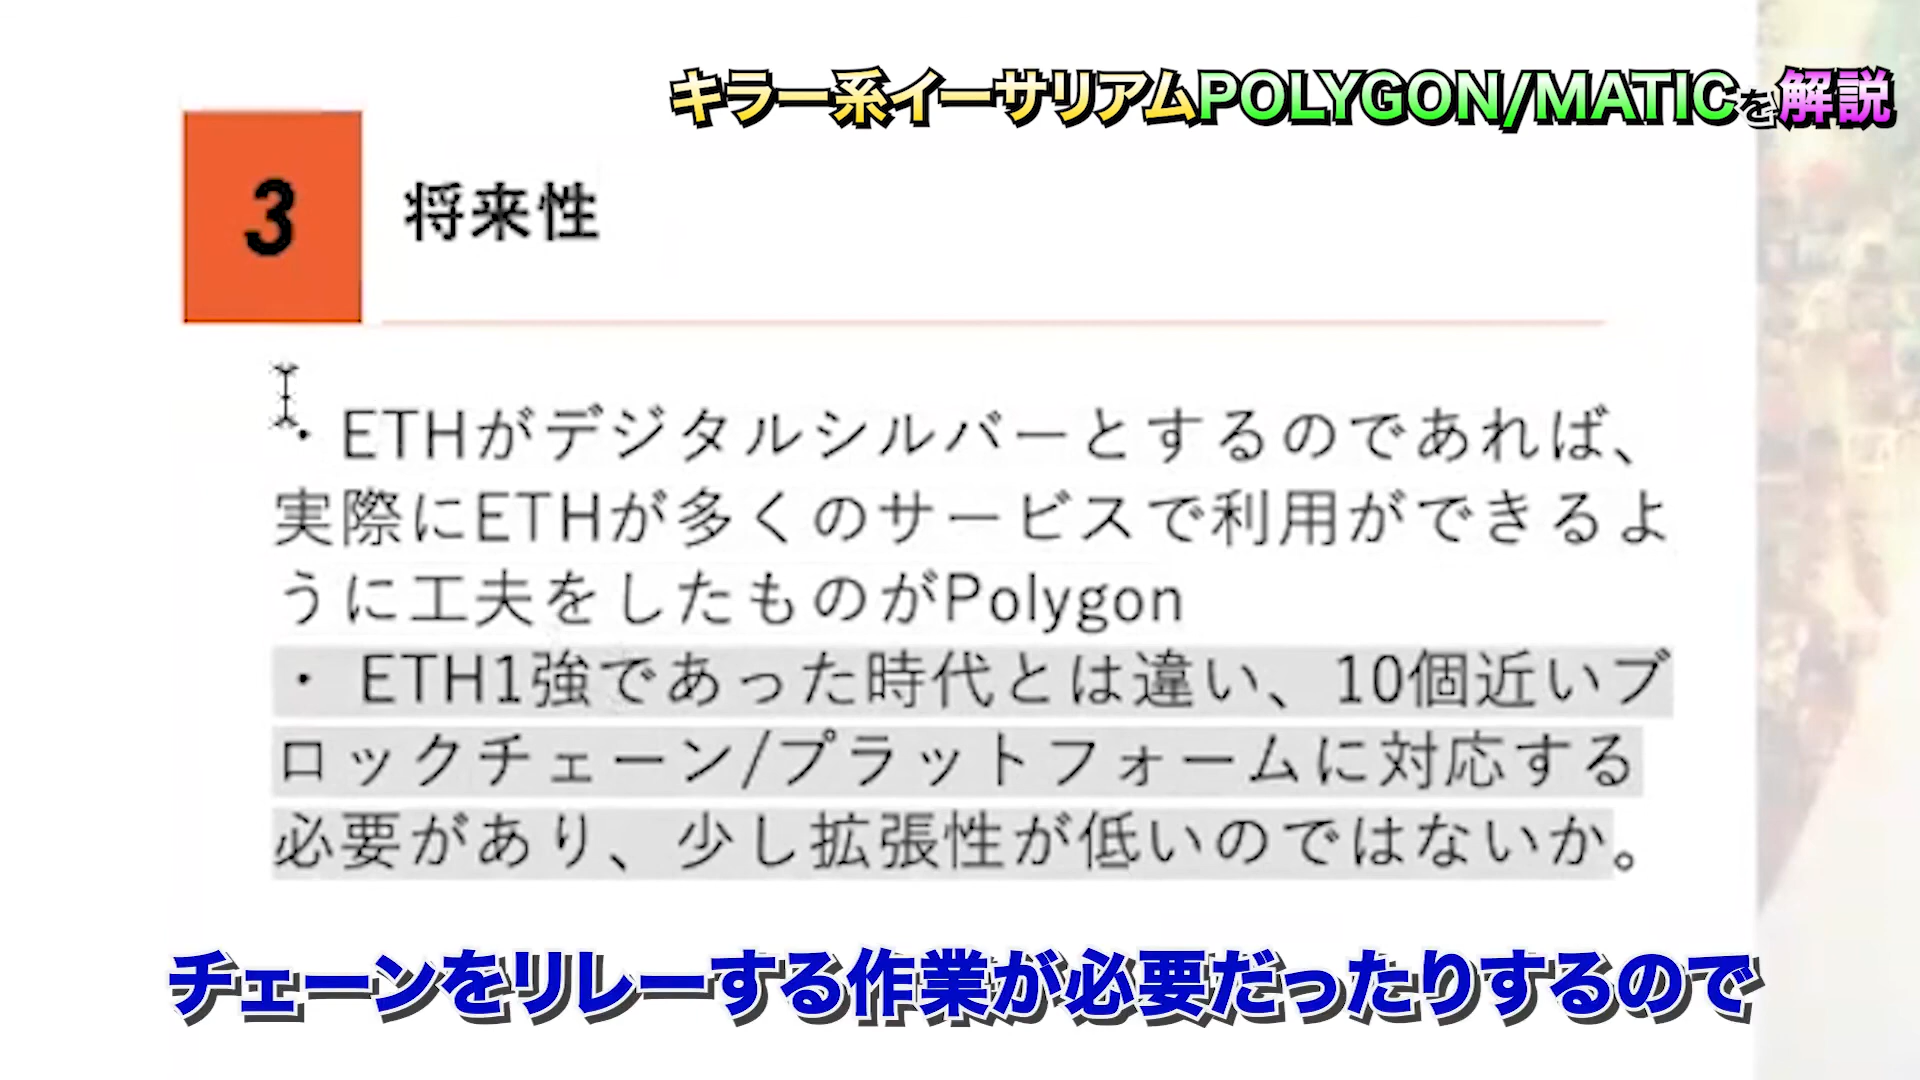 キラー系イーサリアムPOLYGON/MATICを解説
3
将来性
・ETHがデジタルシルバーとするのであれば、
実際にETHが多くのサービスで利用ができるよ
うに工夫をしたものがPolygon
・ ETH1強であった時代とは違い、10個近いブ
ロックチェーン/プラットフォームに対応する
必要があり、少し拡張性が低いのではないか。
チェーンをリレーする作業が必要だったりするので